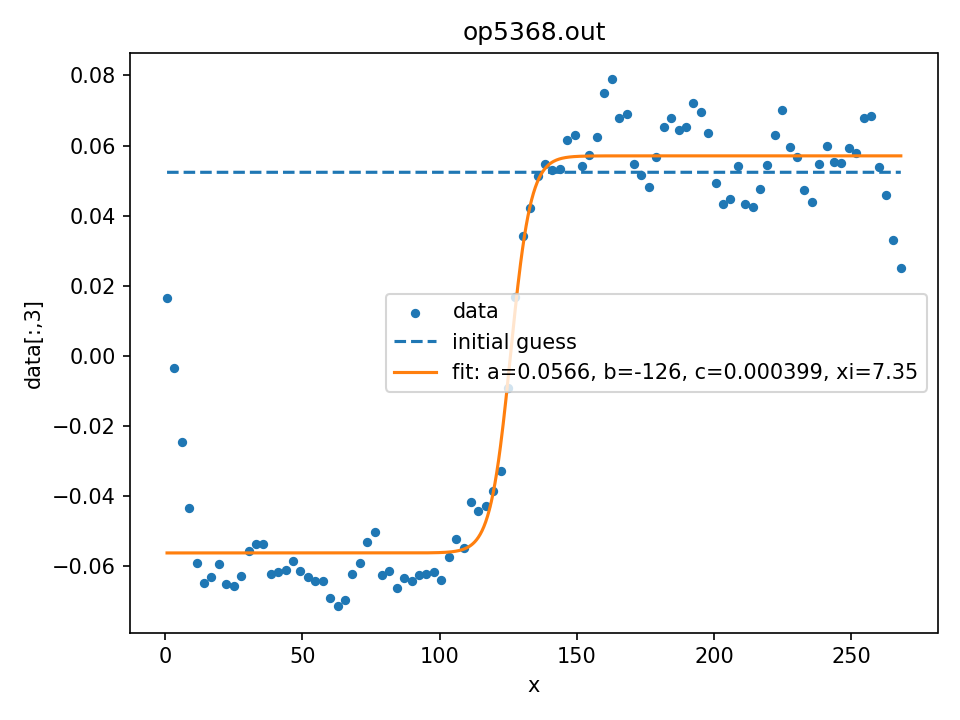 op5368.out
0.08
0.06
0.04
0.02
0.00
−0.02
−0.04
−0.06
data[:,3]
data
initial guess
fit: a=0.0566, b=-126, c=0.000399, xi=7.35
0 50 100 150 200 250
x